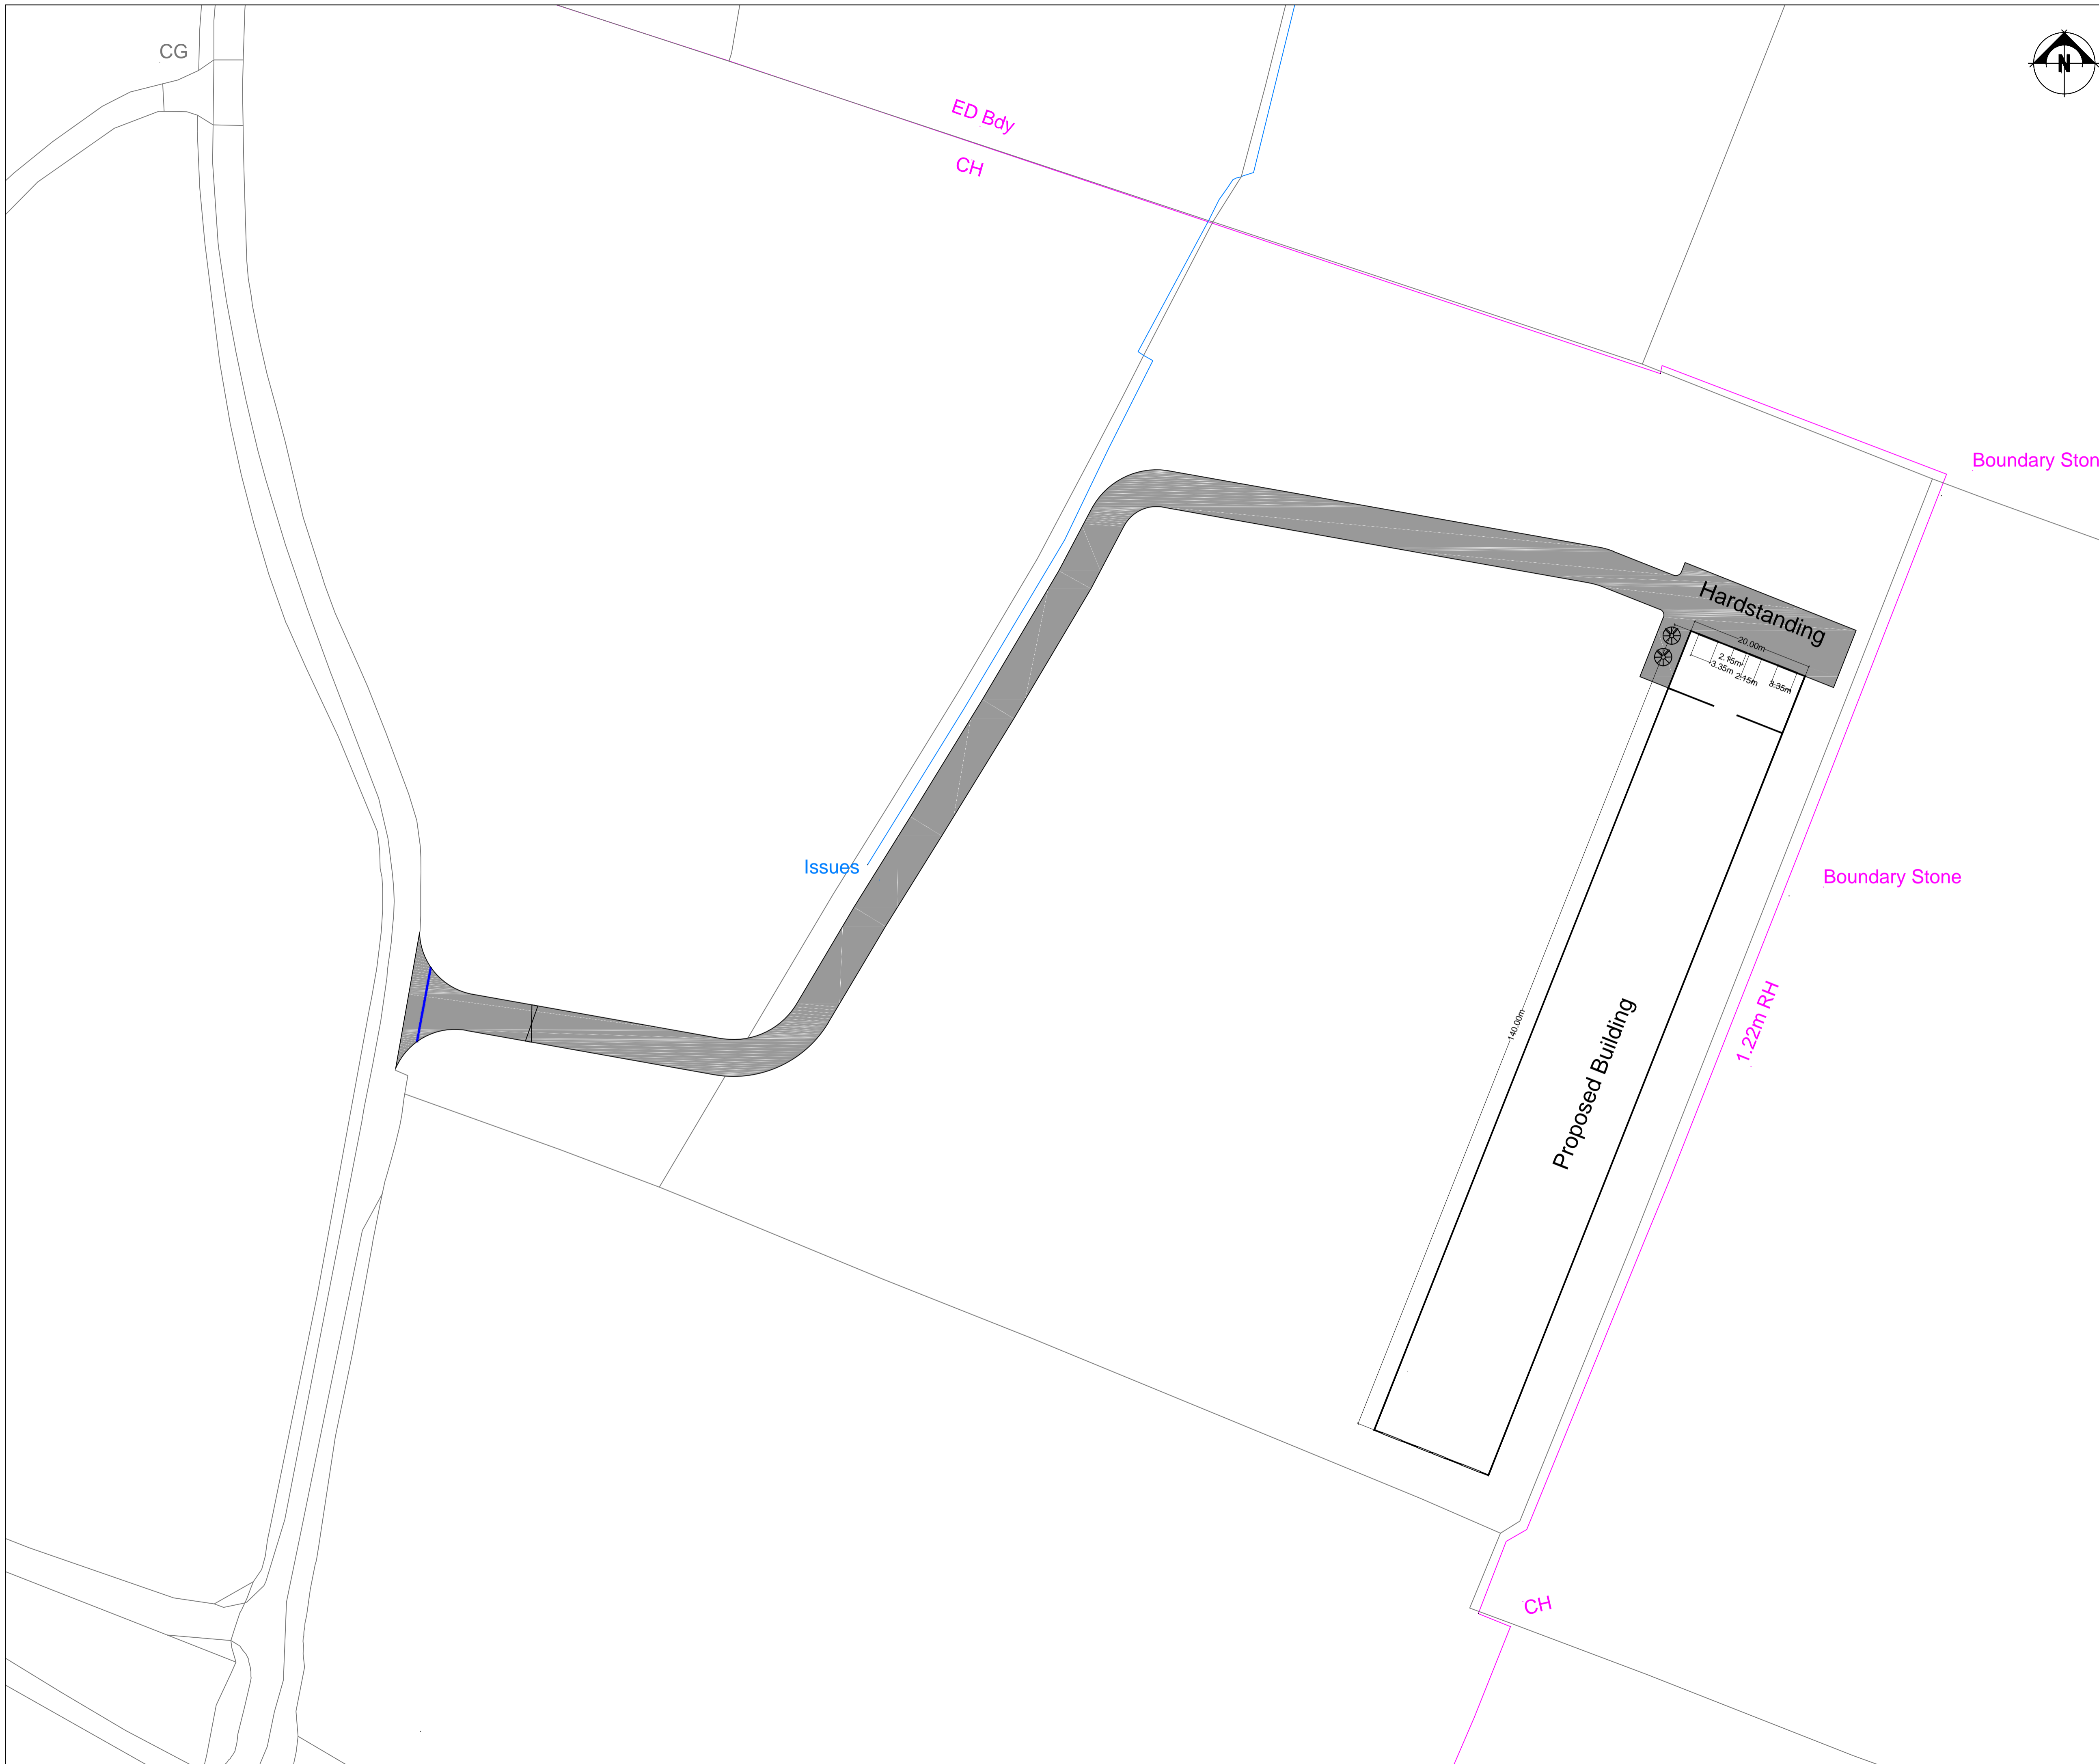 CG
N
ED Bdy
CH
Boundary Ston
Hardstanding
20.00m
2.15m
3.35m
2.15m
3.35m
Issues
Boundary Stone
140.00m
Proposed Building
1.22m RH
CH